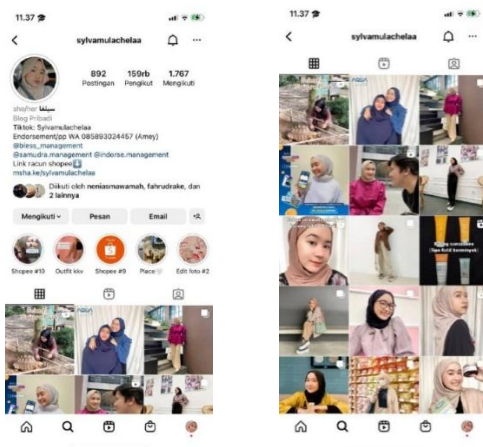 11.37
sylvamulachelaa
892
159rb
1.767
Postingan
Pengikut
Mengikuti
she/her سيلفا
Blog Pribadi
Tiktok: Sylvamulachelaa
Endorsement/pp WA 085893024457 (Amey)
@bless_management
@samudra.management @indorse.management
Link racun shopee
msha.ke/sylvamulachelaa
Diikuti oleh neniasmawamah, fahrudrake, dan
2 lainnya
Mengikuti
Pesan
Email
Shopee #10
Outfit kkv
Shopee #9
Place
Edit foto #2
11.37
sylvamulachelaa